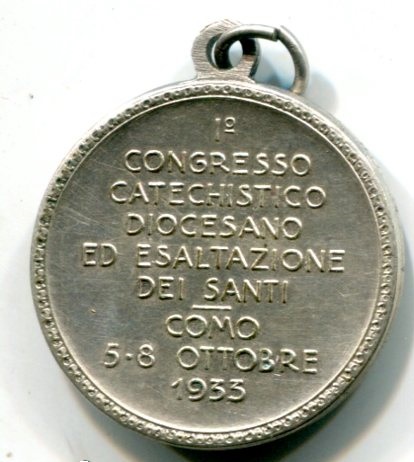 1º
CONGRESSO
CATECHISTICO
DIOCESANO
ED ESALTAZIONE
DEI SANTI
COMO
5·8 OTTOBRE
1933